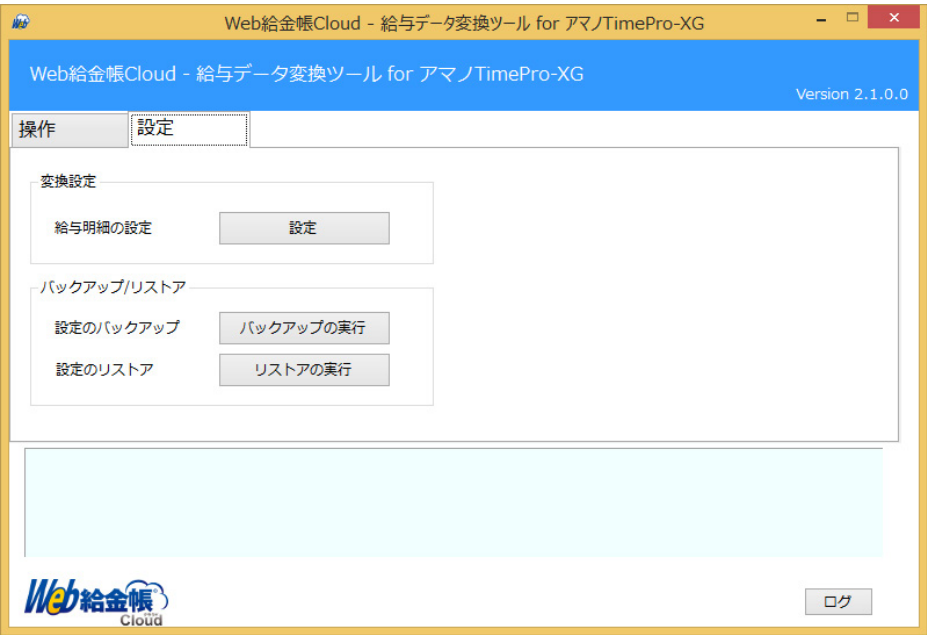 Web給金帳Cloud - 給与データ変換ツール for アマノTimePro-XG
Web給金帳Cloud - 給与データ変換ツール for アマノTimePro-XG
Version 2.1.0.0
操作
設定
変換設定
給与明細の設定
設定
バックアップ/リストア
設定のバックアップ
バックアップの実行
設定のリストア
リストアの実行
Web給金帳
Cloud
ログ